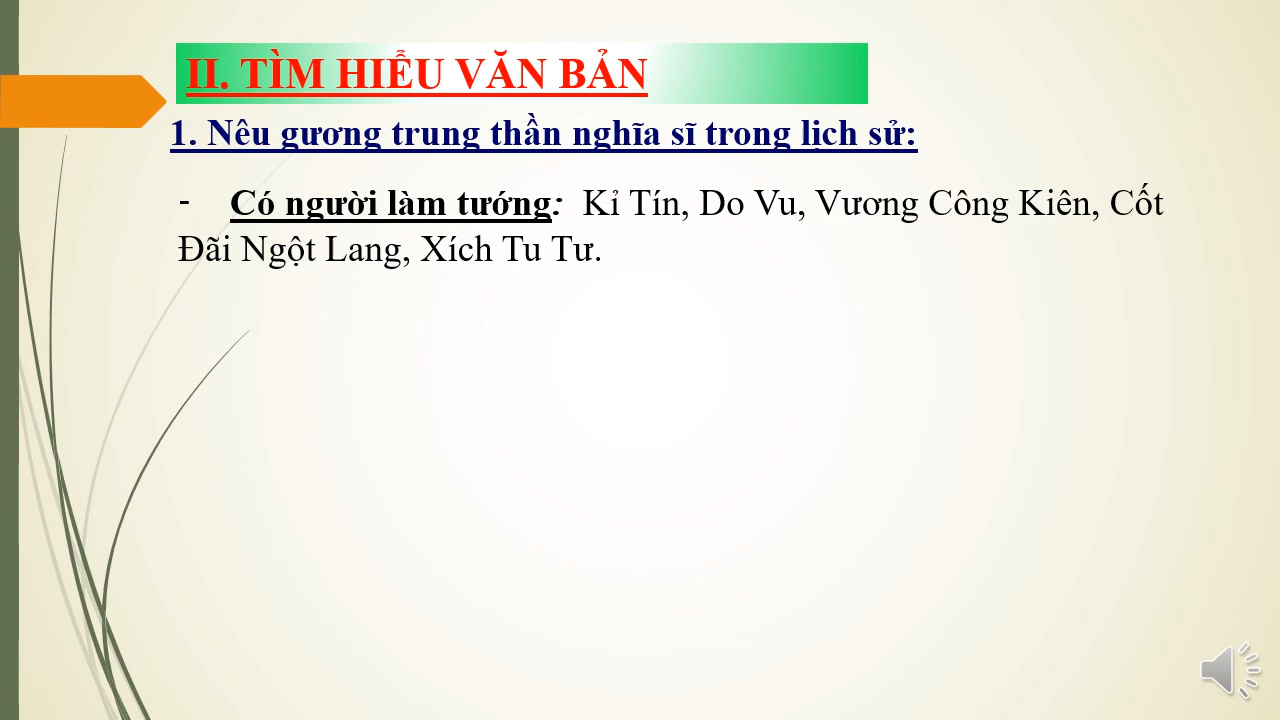 II. TÌM HIỂU VĂN BẢN
1. Nêu gương trung thần nghĩa sĩ trong lịch sử:
- Có người làm tướng: Kỉ Tín, Do Vu, Vương Công Kiên, Cốt
Đãi Ngột Lang, Xích Tu Tư.